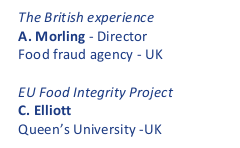 The British experience
A. Morling - Director
Food fraud agency - UK
EU Food Integrity Project
C. Elliott
Queen's University -UK